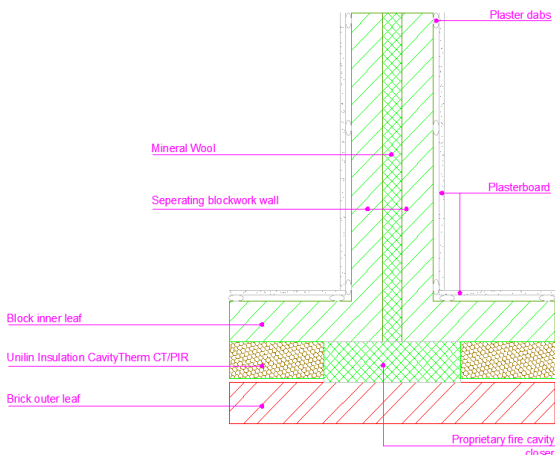 Plaster dabs
Mineral Wool
Plasterboard
Seperating blockwork wall
Block inner leaf
Unilin Insulation CavityTherm CT/PIR
Brick outer leaf
Proprietary fire cavity
closer